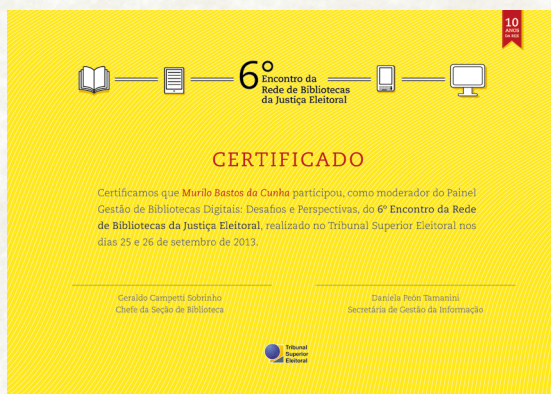 10
ANOS
DA REDE
6º
Encontro da
Rede de Bibliotecas
da Justiça Eleitoral
CERTIFICADO
Certificamos que Murilo Bastos da Cunha participou, como moderador do Painel
Gestão de Bibliotecas Digitais: Desafios e Perspectivas, do 6º Encontro da Rede
de Bibliotecas da Justiça Eleitoral, realizado no Tribunal Superior Eleitoral nos
dias 25 e 26 de setembro de 2013.
Geraldo Campetti Sobrinho
Chefe da Seção de Biblioteca
Daniela Peón Tamanini
Secretária de Gestão da Informação
Tribunal
Superior
Eleitoral